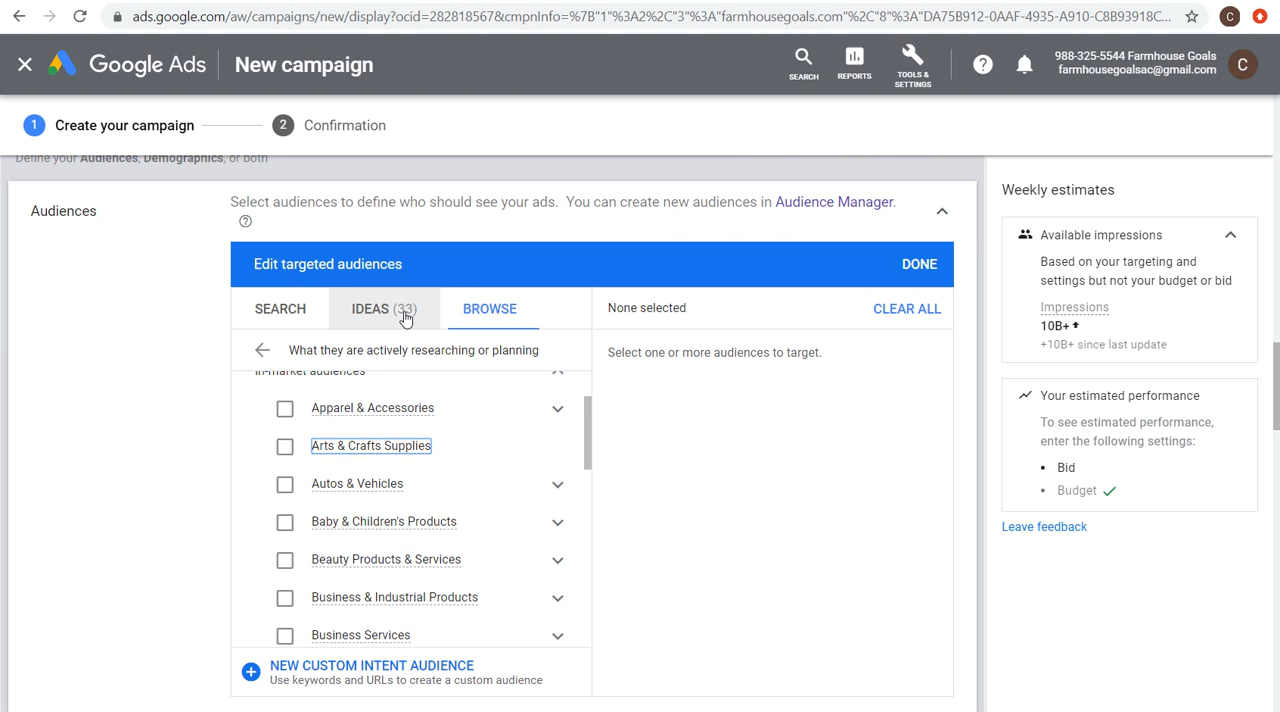 ads.google.com/aw/campaigns/new/display?ocid=282818567&cmpnInfo=%7B"1"%3A2%2C"3"%3A"farmhousegoals.com"%2C"8"%3A"DA75B912-0AAF-4935-A910-C8B93918C...
C
Google Ads
New campaign
SEARCH
REPORTS
TOOLS &
SETTINGS
988-325-5544 Farmhouse Goals
farmhousegoalsac@gmail.com
C
1 Create your campaign
2 Confirmation
Define your Audiences, Demographics, or both
Audiences
Select audiences to define who should see your ads. You can create new audiences in Audience Manager.
Edit targeted audiences
DONE
SEARCH
IDEAS (33)
BROWSE
None selected
CLEAR ALL
What they are actively researching or planning
Select one or more audiences to target.
In-market audiences
Apparel & Accessories
Arts & Crafts Supplies
Autos & Vehicles
Baby & Children's Products
Beauty Products & Services
Business & Industrial Products
Business Services
NEW CUSTOM INTENT AUDIENCE
Use keywords and URLs to create a custom audience
Weekly estimates
Available impressions
Based on your targeting and
settings but not your budget or bid
Impressions
10B+
+10B+ since last update
Your estimated performance
To see estimated performance,
enter the following settings:
• Bid
• Budget
Leave feedback